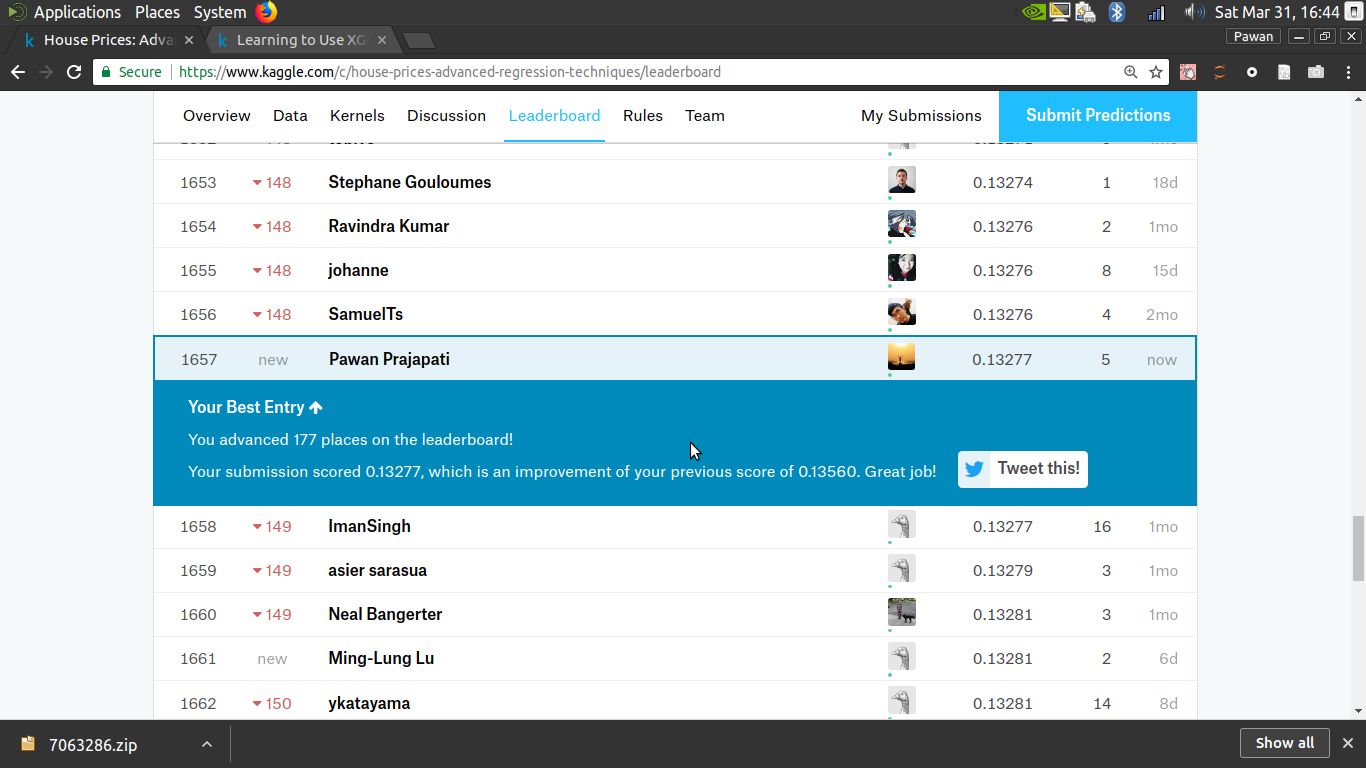 Applications Places System Sat Mar 31, 16:44
House Prices: Adva Learning to Use XG Pawan
Secure https://www.kaggle.com/c/house-prices-advanced-regression-techniques/leaderboard
Overview Data Kernels Discussion Leaderboard Rules Team My Submissions Submit Predictions
1653 148 Stephane Gouloumes 0.13274 1 18d
1654 148 Ravindra Kumar 0.13276 2 1mo
1655 148 johanne 0.13276 8 15d
1656 148 SamuelTs 0.13276 4 2mo
1657 new Pawan Prajapati 0.13277 5 now
Your Best Entry
You advanced 177 places on the leaderboard!
Your submission scored 0.13277, which is an improvement of your previous score of 0.13560. Great job! Tweet this!
1658 149 ImanSingh 0.13277 16 1mo
1659 149 asier sarasua 0.13279 3 1mo
1660 149 Neal Bangerter 0.13281 3 1mo
1661 new Ming-Lung Lu 0.13281 2 6d
1662 150 ykatayama 0.13281 14 8d
7063286.zip Show all